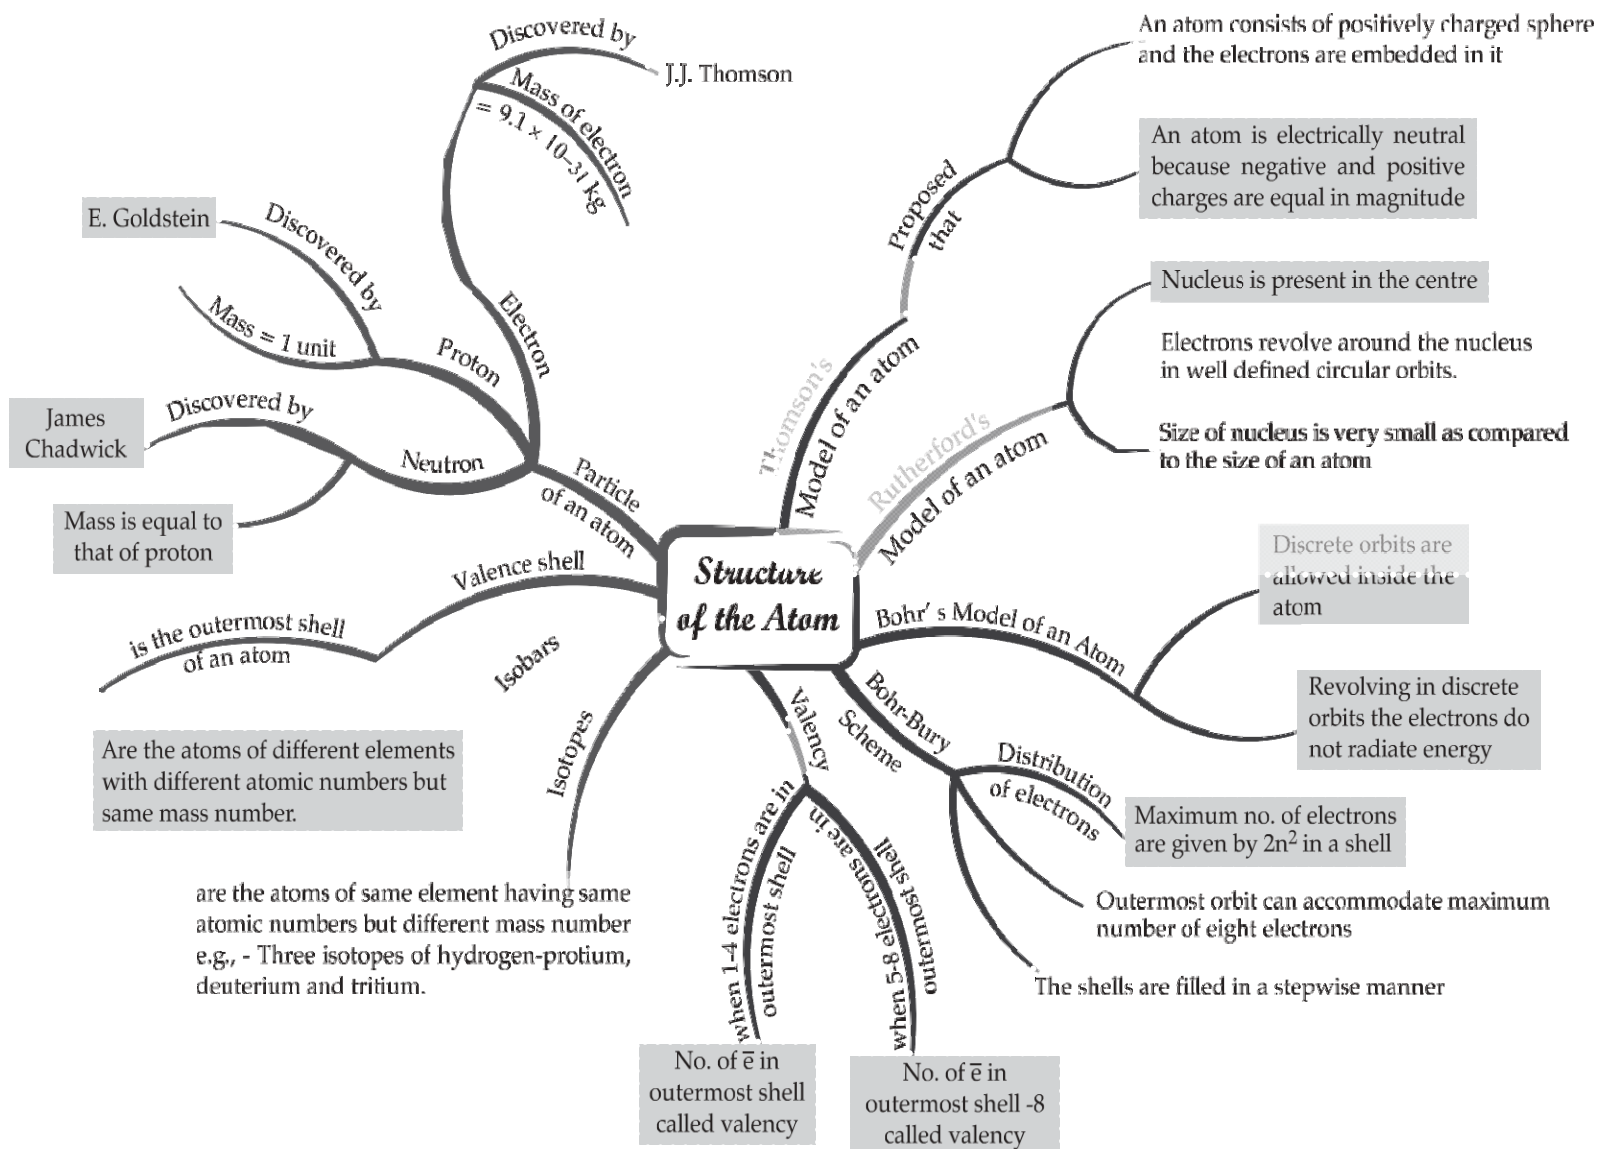 Structure
of the Atom
Particle
of an atom
Electron
Discovered by
J.J. Thomson
Mass of electron
= 9.1 × 10–31 kg
Proton
Discovered by
E. Goldstein
Mass = 1 unit
Neutron
Discovered by
James
Chadwick
Mass is equal to
that of proton
Valence shell
is the outermost shell
of an atom
Isobars
Are the atoms of different elements
with different atomic numbers but
same mass number.
Isotopes
are the atoms of same element having same
atomic numbers but different mass number
e.g., - Three isotopes of hydrogen-protium,
deuterium and tritium.
Thomson's
Model of an atom
Proposed
that
An atom consists of positively charged sphere
and the electrons are embedded in it
An atom is electrically neutral
because negative and positive
charges are equal in magnitude
Rutherford's
Model of an atom
Nucleus is present in the centre
Electrons revolve around the nucleus
in well defined circular orbits.
Size of nucleus is very small as compared
to the size of an atom
Bohr' s Model of an Atom
Discrete orbits are
allowed inside the
atom
Revolving in discrete
orbits the electrons do
not radiate energy
Bohr-Bury
Scheme
Distribution
of electrons
Maximum no. of electrons
are given by 2n² in a shell
Outermost orbit can accommodate maximum
number of eight electrons
The shells are filled in a stepwise manner
Valency
when 1-4 electrons are in
outermost shell
No. of e̅ in
outermost shell
called valency
when 5-8 electrons are in
outermost shell
No. of e̅ in
outermost shell -8
called valency